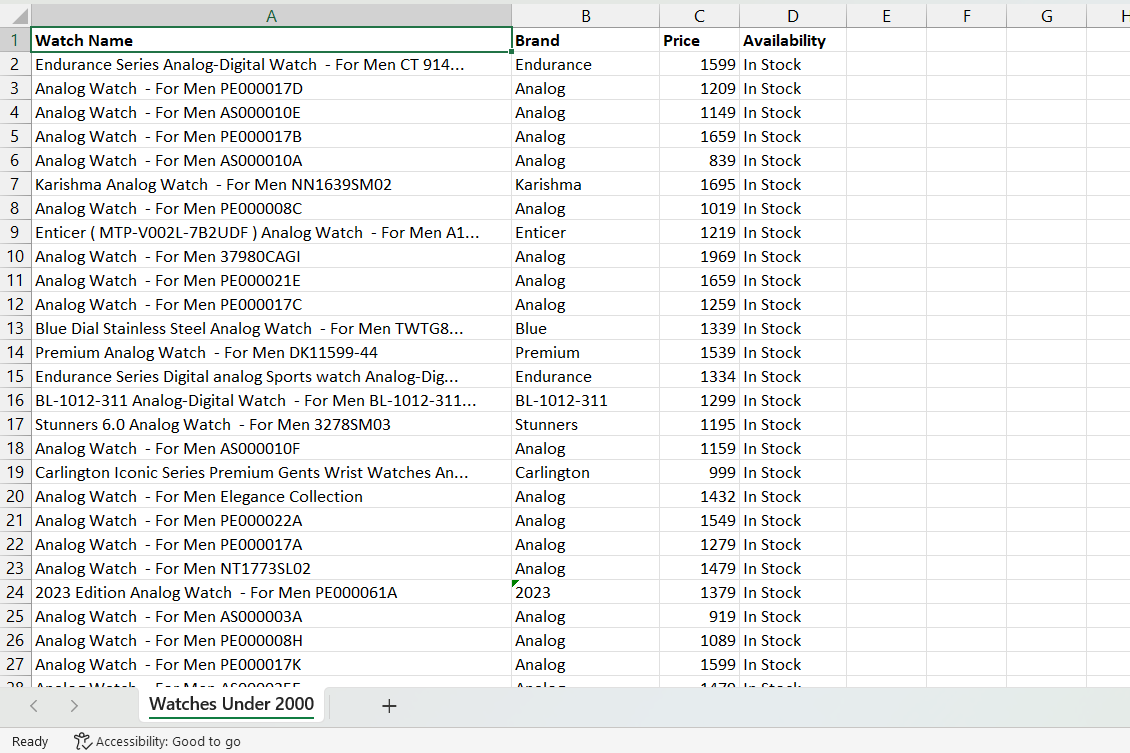 A B C D E F G H
1 Watch Name Brand Price Availability
2 Endurance Series Analog-Digital Watch  - For Men CT 914... Endurance 1599 In Stock
3 Analog Watch  - For Men PE000017D Analog 1209 In Stock
4 Analog Watch  - For Men AS000010E Analog 1149 In Stock
5 Analog Watch  - For Men PE000017B Analog 1659 In Stock
6 Analog Watch  - For Men AS000010A Analog 839 In Stock
7 Karishma Analog Watch  - For Men NN1639SM02 Karishma 1695 In Stock
8 Analog Watch  - For Men PE000008C Analog 1019 In Stock
9 Enticer ( MTP-V002L-7B2UDF ) Analog Watch  - For Men A1... Enticer 1219 In Stock
10 Analog Watch  - For Men 37980CAGI Analog 1969 In Stock
11 Analog Watch  - For Men PE000021E Analog 1659 In Stock
12 Analog Watch  - For Men PE000017C Analog 1259 In Stock
13 Blue Dial Stainless Steel Analog Watch  - For Men TWTG8... Blue 1339 In Stock
14 Premium Analog Watch  - For Men DK11599-44 Premium 1539 In Stock
15 Endurance Series Digital analog Sports watch Analog-Dig... Endurance 1334 In Stock
16 BL-1012-311 Analog-Digital Watch  - For Men BL-1012-311... BL-1012-311 1299 In Stock
17 Stunners 6.0 Analog Watch  - For Men 3278SM03 Stunners 1195 In Stock
18 Analog Watch  - For Men AS000010F Analog 1159 In Stock
19 Carlington Iconic Series Premium Gents Wrist Watches An... Carlington 999 In Stock
20 Analog Watch  - For Men Elegance Collection Analog 1432 In Stock
21 Analog Watch  - For Men PE000022A Analog 1549 In Stock
22 Analog Watch  - For Men PE000017A Analog 1279 In Stock
23 Analog Watch  - For Men NT1773SL02 Analog 1479 In Stock
24 2023 Edition Analog Watch  - For Men PE000061A 2023 1379 In Stock
25 Analog Watch  - For Men AS000003A Analog 919 In Stock
26 Analog Watch  - For Men PE000008H Analog 1089 In Stock
27 Analog Watch  - For Men PE000017K Analog 1599 In Stock
28 Analog Watch  - For Men Analog In Stock
Watches Under 2000 +
Ready Accessibility: Good to go